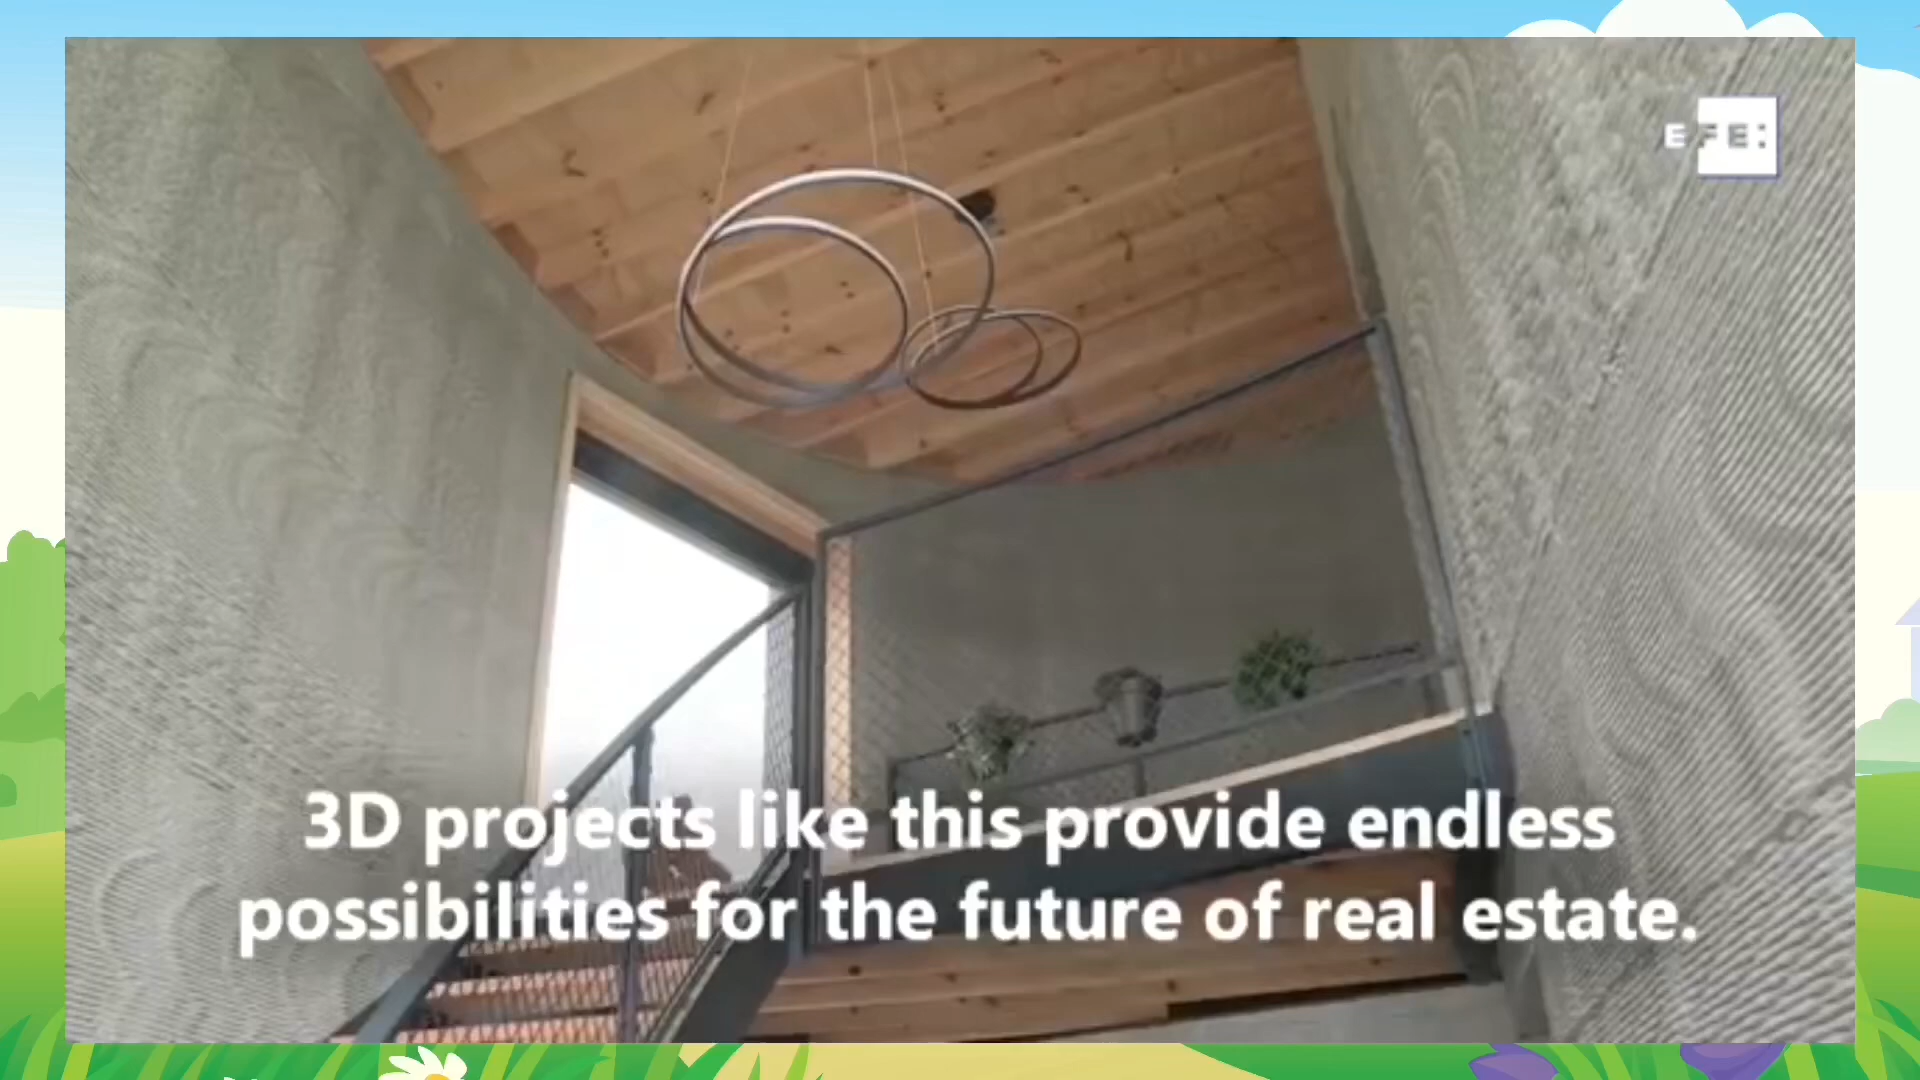 EFE:
3D projects like this provide endless
possibilities for the future of real estate.